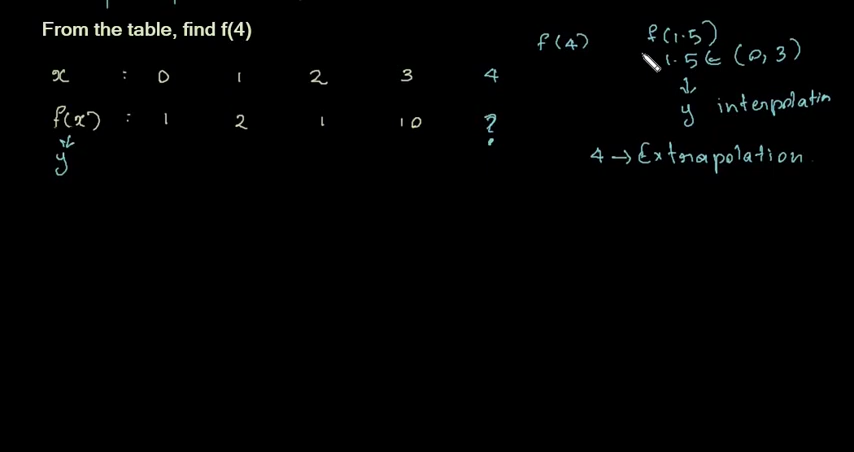 From the table, find f(4)
f(4) f(1.5)
x : 0 1 2 3 4
1.5 ∈ (0, 3)
f(x) : 1 2 1 10 ?
y
↓
y interpolation
4 → Extrapolation